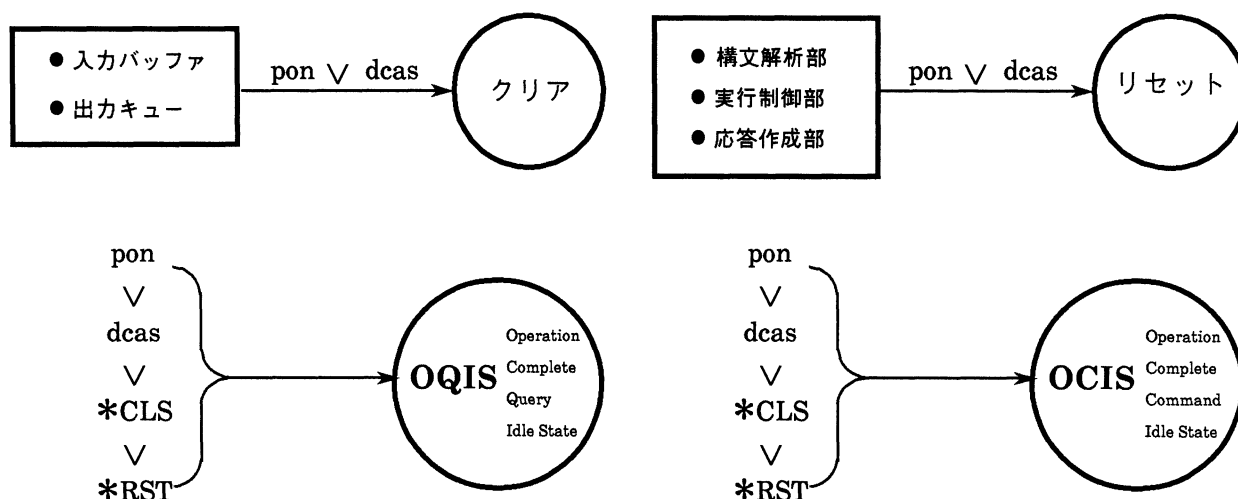 ● 入力バッファ
● 出力キュー
pon ∨ dcas
クリア
● 構文解析部
● 実行制御部
● 応答作成部
pon ∨ dcas
リセット
pon
∨
dcas
∨
*CLS
∨
*RST
OQIS
Operation
Complete
Query
Idle State
pon
∨
dcas
∨
*CLS
∨
*RST
OCIS
Operation
Complete
Command
Idle State